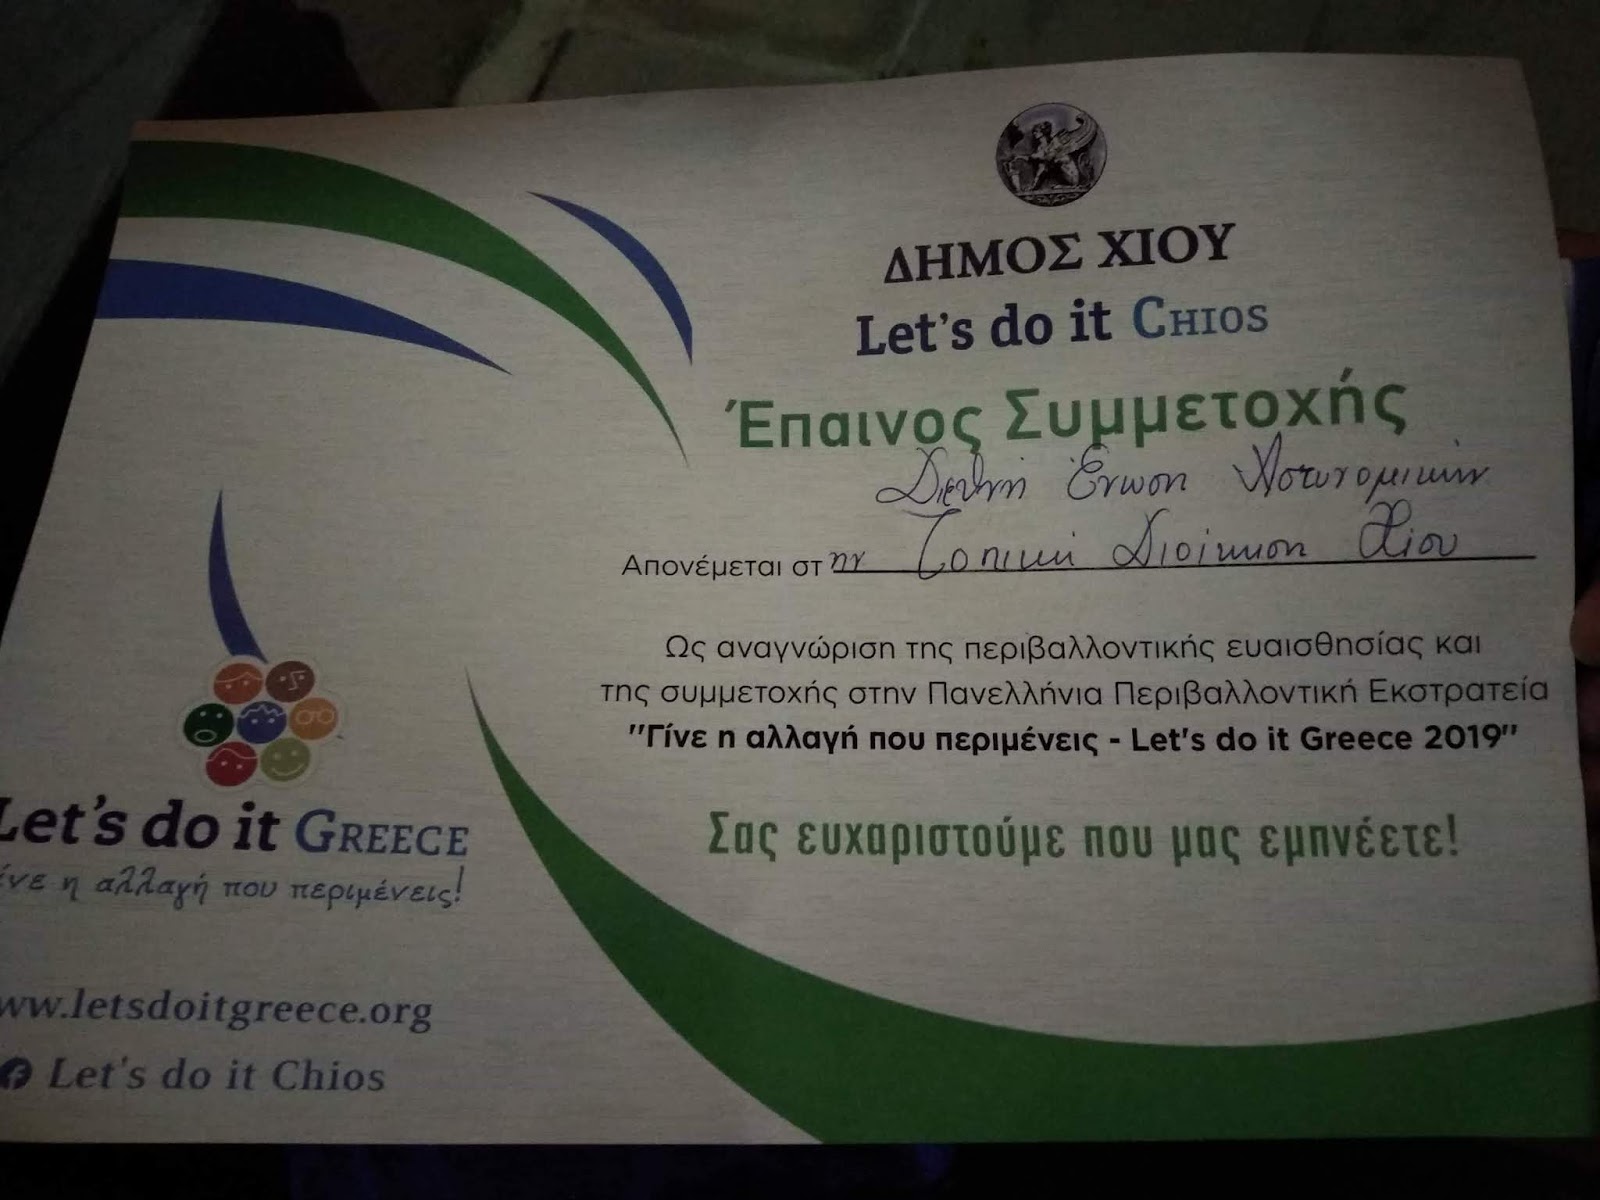 ΔΗΜΟΣ ΧΙΟΥ
Let's do it CHIOS
Έπαινος Συμμετοχής
Διεθνή Ένωση Αστυνομικών
Απονέμεται στην Τοπική Διοίκηση Χίου
Ως αναγνώριση της περιβαλλοντικής ευαισθησίας και
της συμμετοχής στην Πανελλήνια Περιβαλλοντική Εκστρατεία
"Γίνε η αλλαγή που περιμένεις - Let's do it Greece 2019"
Σας ευχαριστούμε που μας εμπνέετε!
Let's do it GREECE
ίνε η αλλαγή που περιμένεις!
ww.letsdoitgreece.org
Let's do it Chios